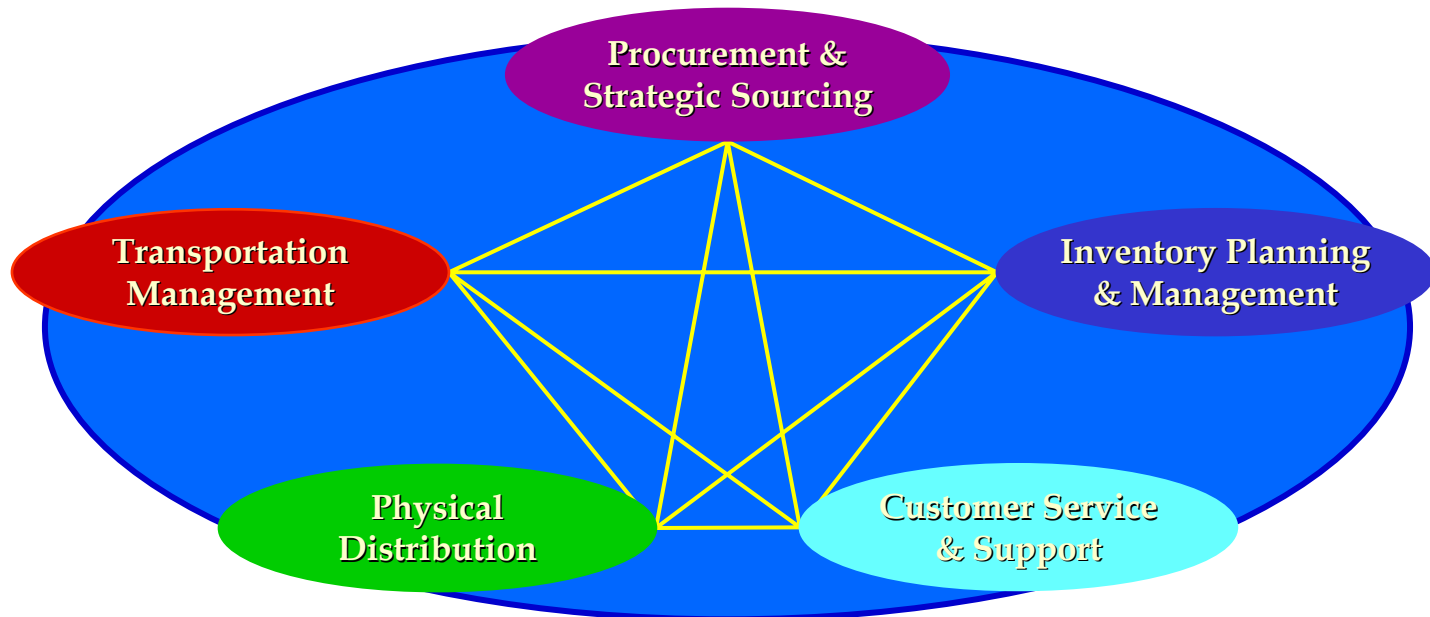 Procurement &
Strategic Sourcing
Transportation
Management
Inventory Planning
& Management
Physical
Distribution
Customer Service
& Support